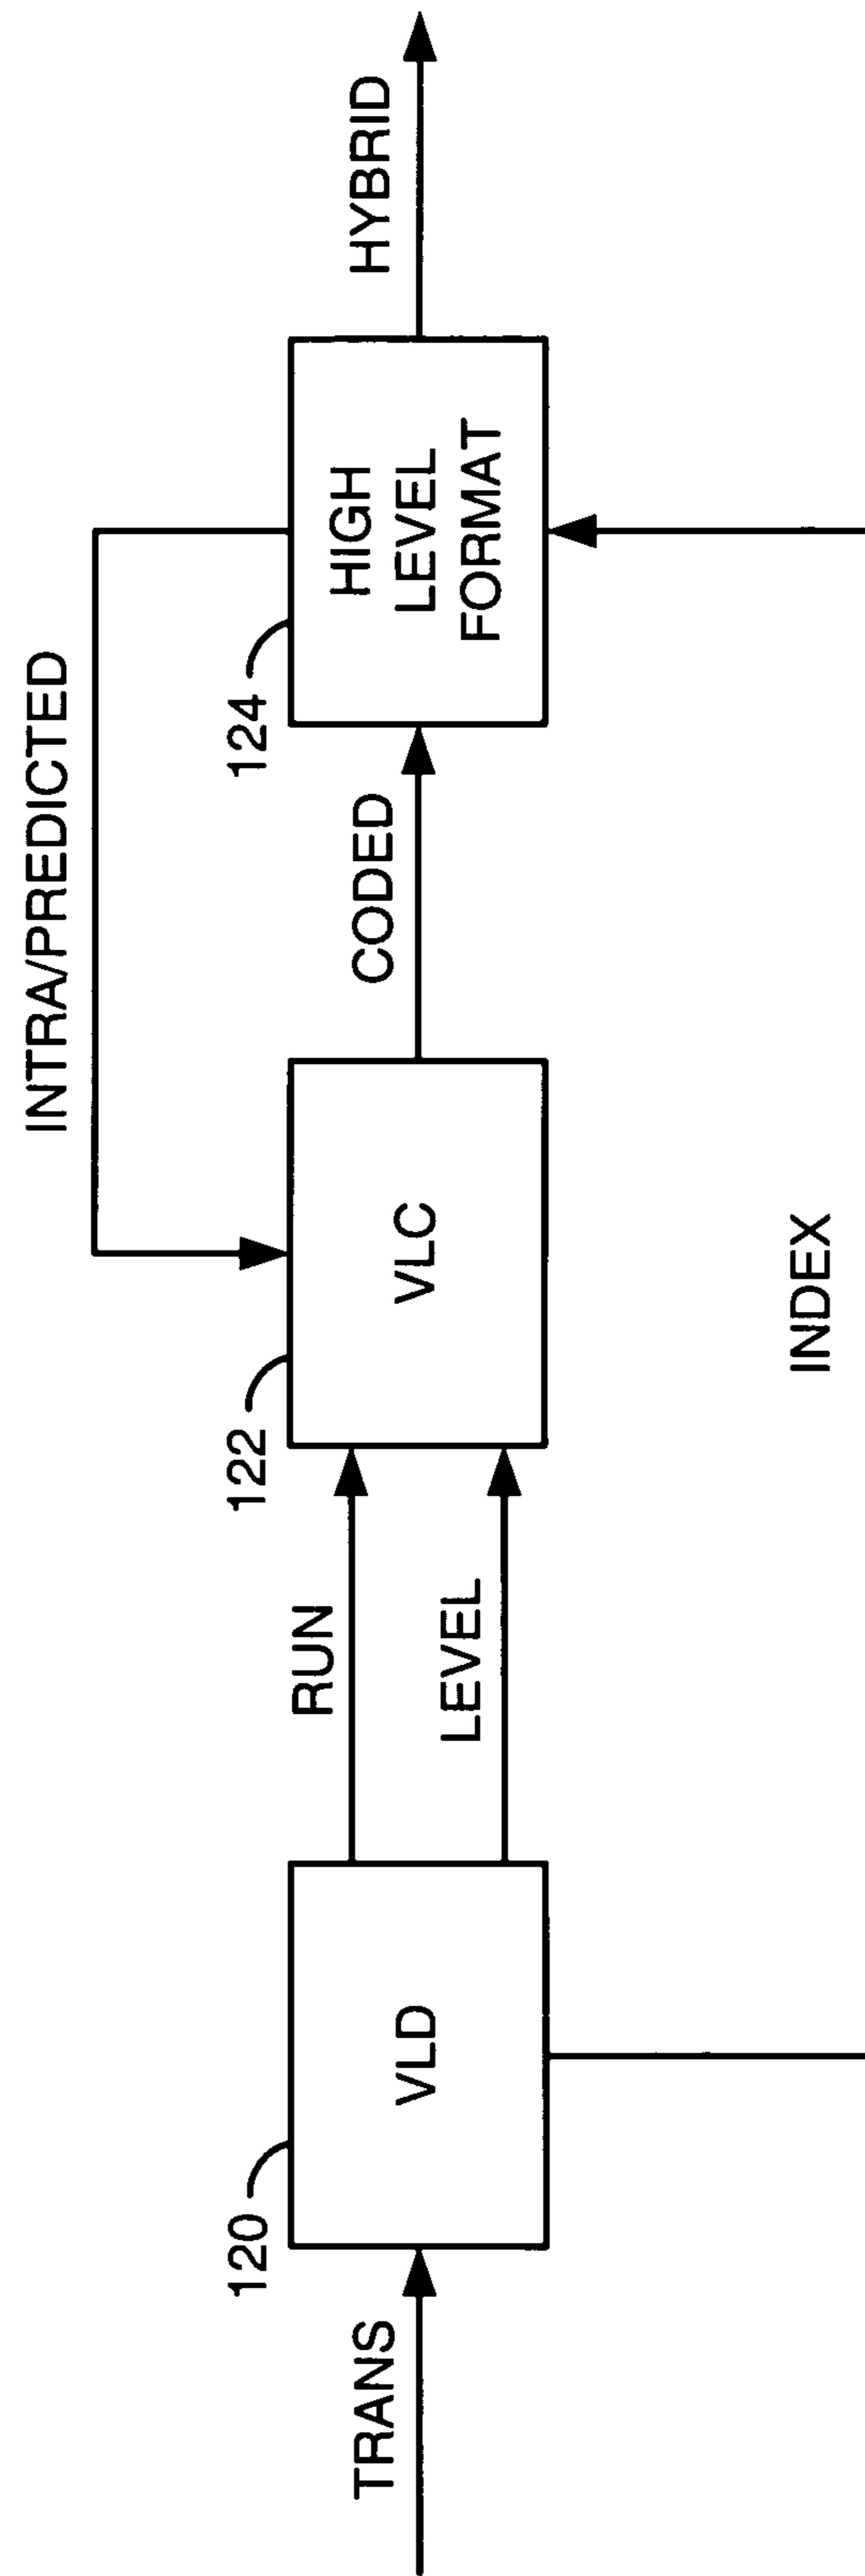 INTRA/PREDICTED
120
122
124
TRANS
VLD
RUN
LEVEL
VLC
CODED
HIGH
LEVEL
FORMAT
HYBRID
INDEX